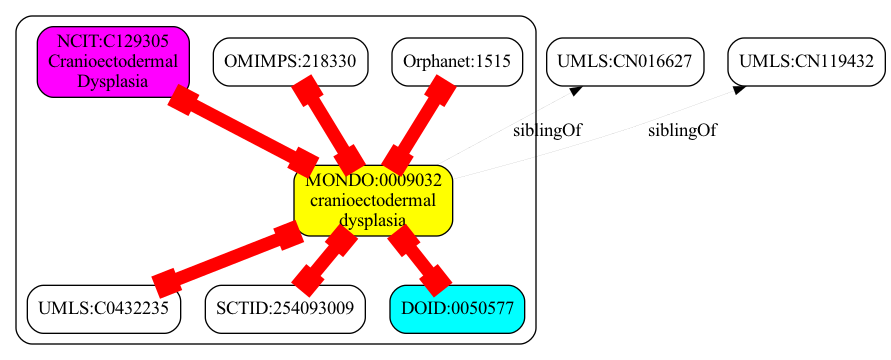 NCIT:C129305
Cranioectodermal
Dysplasia
OMIMPS:218330
Orphanet:1515
UMLS:CN016627
UMLS:CN119432
siblingOf
siblingOf
MONDO:0009032
cranioectodermal
dysplasia
UMLS:C0432235
SCTID:254093009
DOID:0050577